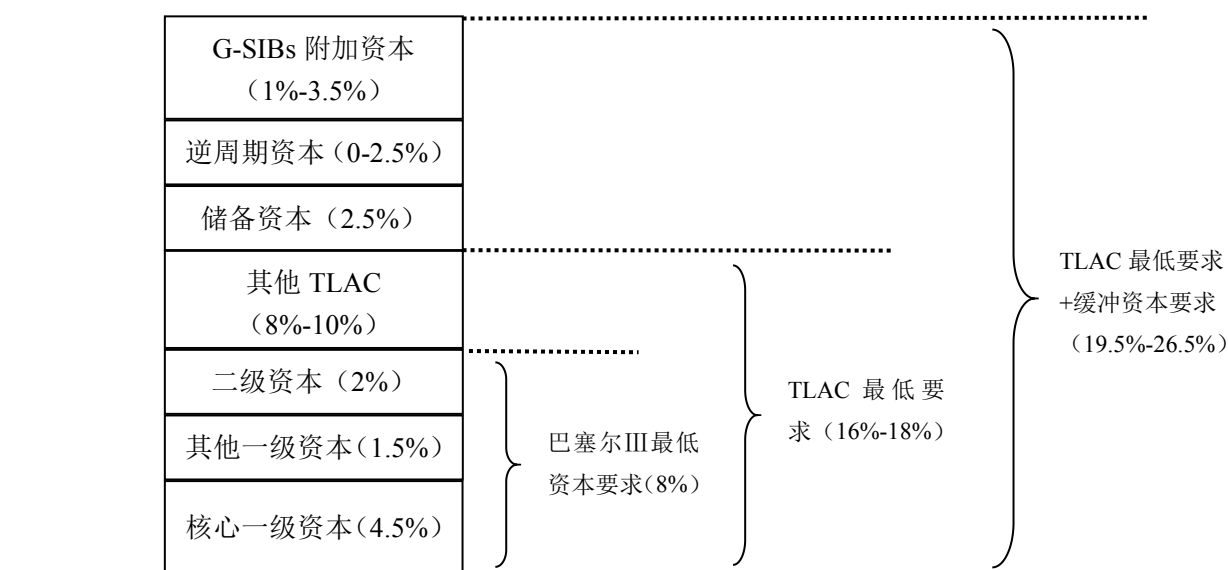 G-SIBs 附加资本
（1%-3.5%）
逆周期资本（0-2.5%）
储备资本（2.5%）
其他 TLAC
（8%-10%）
二级资本（2%）
其他一级资本（1.5%）
核心一级资本（4.5%）
巴塞尔Ⅲ最低
资本要求（8%）
TLAC 最低要
求（16%-18%）
TLAC 最低要求
+缓冲资本要求
（19.5%-26.5%）